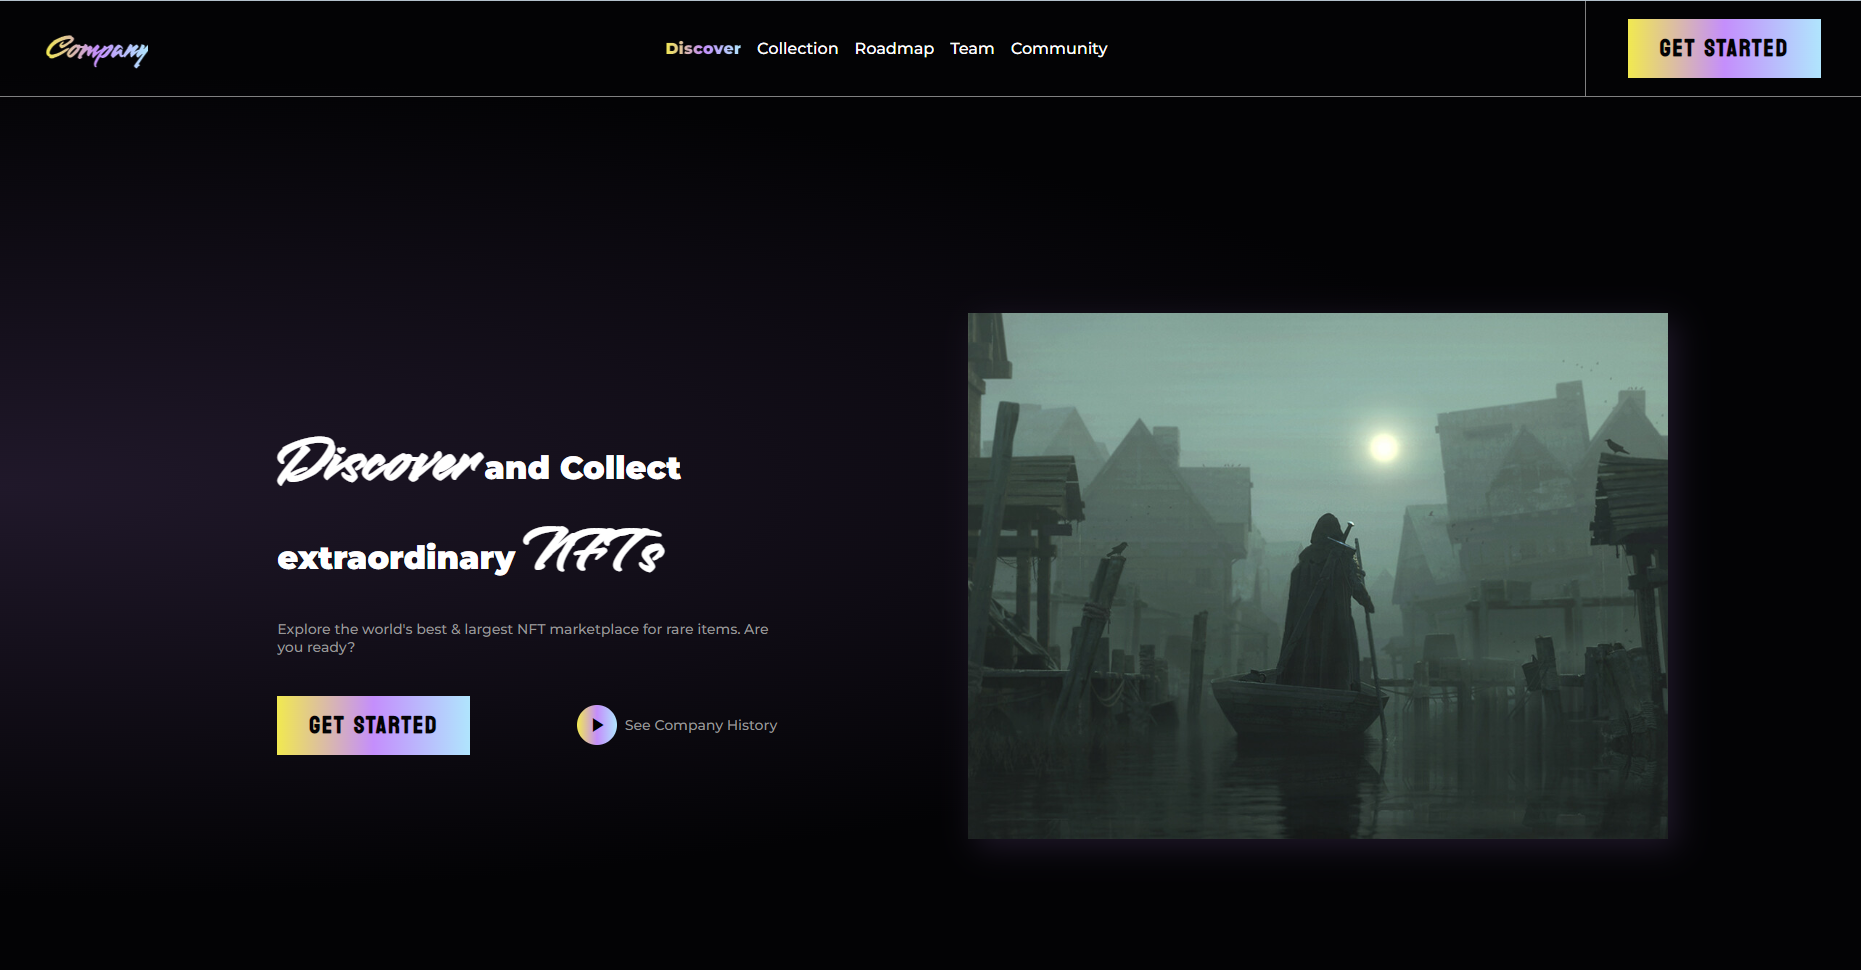 Company
Discover Collection Roadmap Team Community
GET STARTED
Discover and Collect
extraordinary NFTs
Explore the world's best & largest NFT marketplace for rare items. Are
you ready?
GET STARTED
See Company History